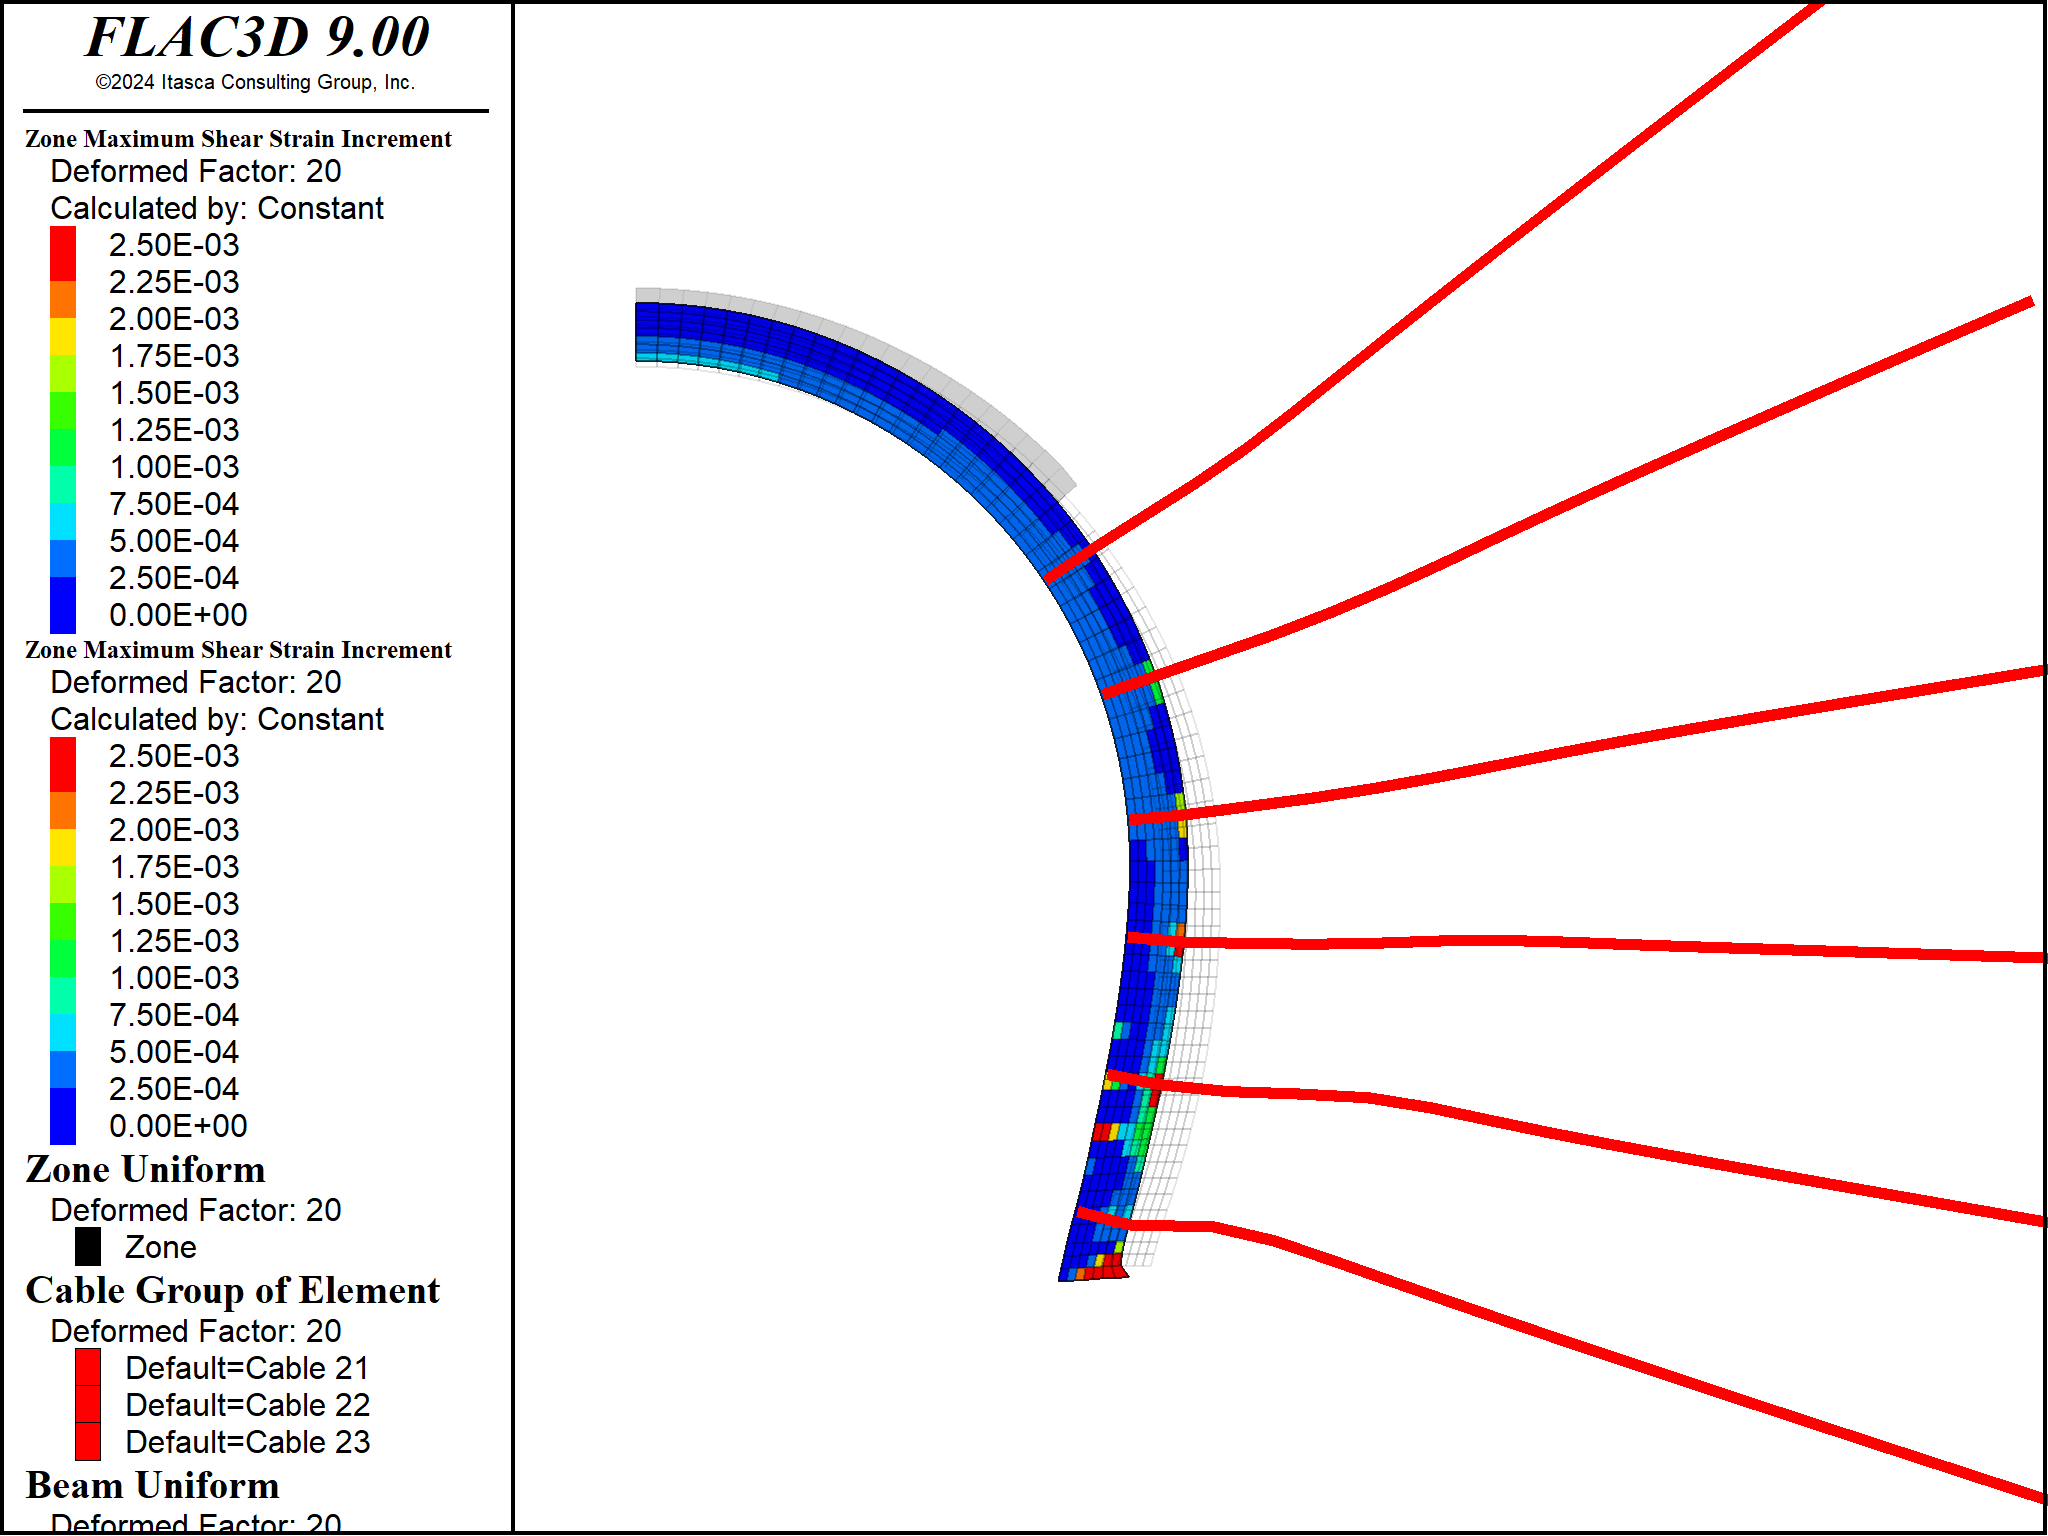 FLAC3D 9.00
©2024 Itasca Consulting Group, Inc.
Zone Maximum Shear Strain Increment
Deformed Factor: 20
Calculated by: Constant
2.50E-03
2.25E-03
2.00E-03
1.75E-03
1.50E-03
1.25E-03
1.00E-03
7.50E-04
5.00E-04
2.50E-04
0.00E+00
Zone Maximum Shear Strain Increment
Deformed Factor: 20
Calculated by: Constant
2.50E-03
2.25E-03
2.00E-03
1.75E-03
1.50E-03
1.25E-03
1.00E-03
7.50E-04
5.00E-04
2.50E-04
0.00E+00
Zone Uniform
Deformed Factor: 20
Zone
Cable Group of Element
Deformed Factor: 20
Default=Cable 21
Default=Cable 22
Default=Cable 23
Beam Uniform
Deformed Factor: 20